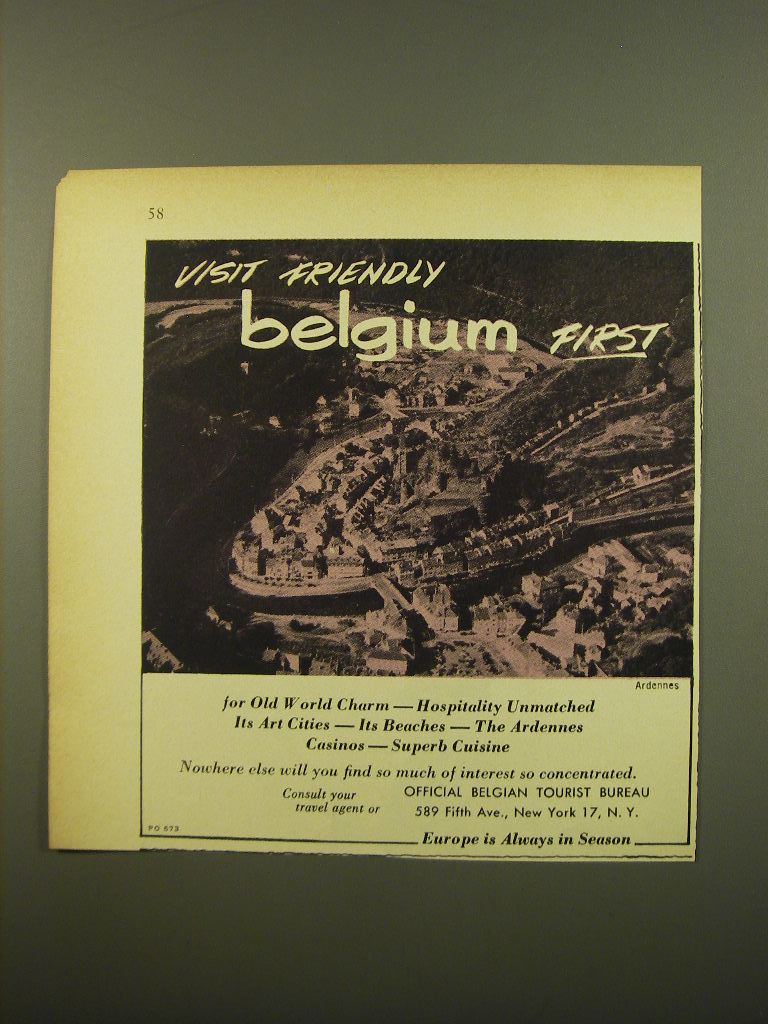 58
VISIT FRIENDLY
belgium FIRST
Ardennes
for Old World Charm — Hospitality Unmatched
Its Art Cities — Its Beaches — The Ardennes
Casinos — Superb Cuisine
Nowhere else will you find so much of interest so concentrated.
Consult your
travel agent or
OFFICIAL BELGIAN TOURIST BUREAU
589 Fifth Ave., New York 17, N. Y.
PO 573
Europe is Always in Season